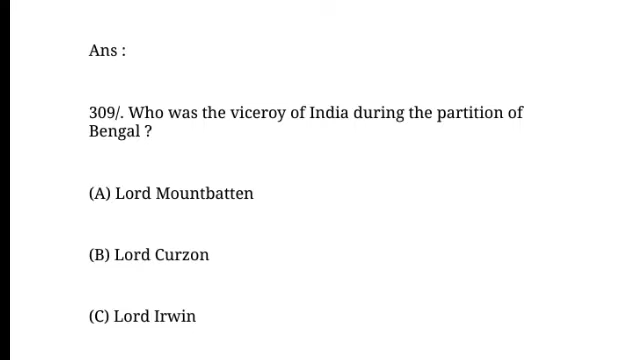 Ans :
309/. Who was the viceroy of India during the partition of
Bengal ?
(A) Lord Mountbatten
(B) Lord Curzon
(C) Lord Irwin